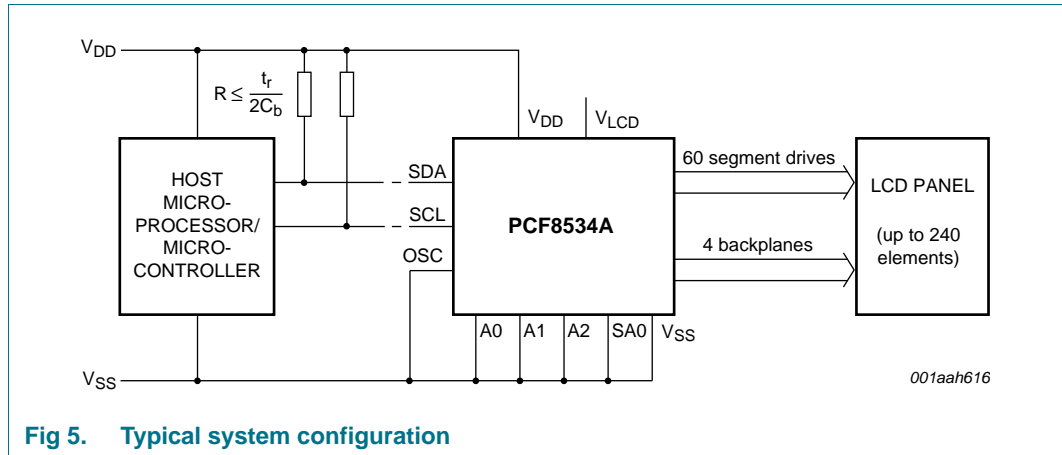 VDD
R ≤ tr
2Cb
VDD
VLCD
HOST
MICRO-
PROCESSOR/
MICRO-
CONTROLLER
SDA
SCL
OSC
PCF8534A
60 segment drives
4 backplanes
LCD PANEL
(up to 240
elements)
A0
A1
A2
SA0
VSS
VSS
001aah616
Fig 5. Typical system configuration